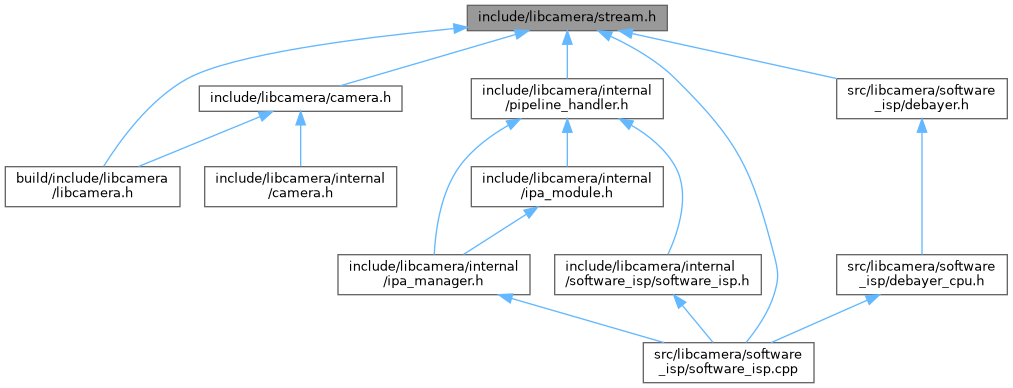 include/libcamera/stream.h
include/libcamera/camera.h
include/libcamera/internal
/pipeline_handler.h
src/libcamera/software
_isp/debayer.h
build/include/libcamera
/libcamera.h
include/libcamera/internal
/camera.h
include/libcamera/internal
/ipa_module.h
include/libcamera/internal
/ipa_manager.h
include/libcamera/internal
/software_isp/software_isp.h
src/libcamera/software
_isp/debayer_cpu.h
src/libcamera/software
_isp/software_isp.cpp